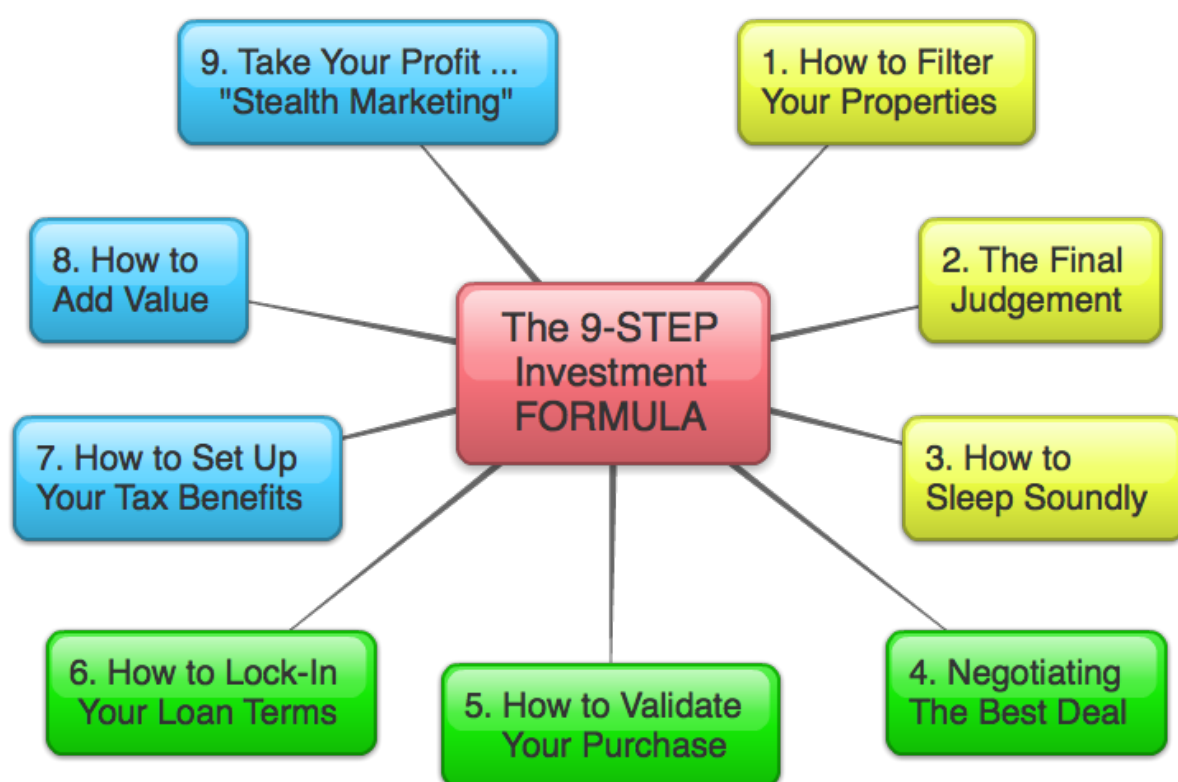 The 9-STEP
Investment
FORMULA
1. How to Filter
Your Properties
2. The Final
Judgement
3. How to
Sleep Soundly
4. Negotiating
The Best Deal
5. How to Validate
Your Purchase
6. How to Lock-In
Your Loan Terms
7. How to Set Up
Your Tax Benefits
8. How to
Add Value
9. Take Your Profit ...
"Stealth Marketing"